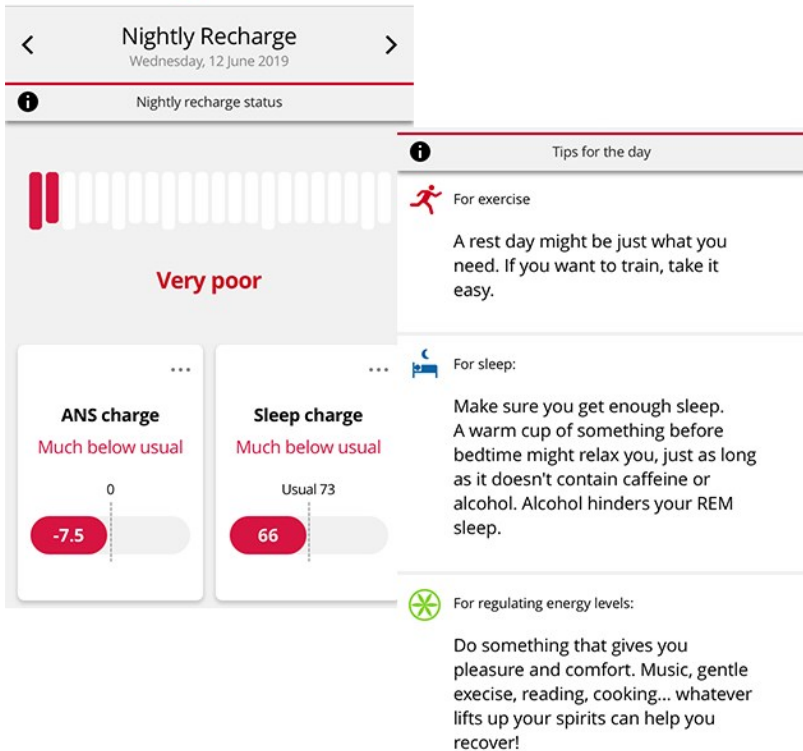 Nightly Recharge
Wednesday, 12 June 2019
Nightly recharge status
Very poor
ANS charge
Much below usual
0
-7.5
Sleep charge
Much below usual
Usual 73
66
Tips for the day
For exercise
A rest day might be just what you
need. If you want to train, take it
easy.
For sleep:
Make sure you get enough sleep.
A warm cup of something before
bedtime might relax you, just as long
as it doesn't contain caffeine or
alcohol. Alcohol hinders your REM
sleep.
For regulating energy levels:
Do something that gives you
pleasure and comfort. Music, gentle
execise, reading, cooking... whatever
lifts up your spirits can help you
recover!